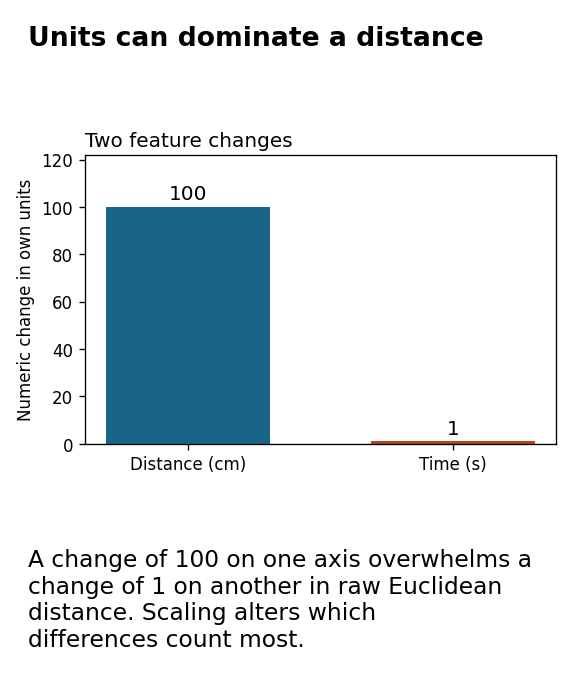 Units can dominate a distance
Two feature changes
Numeric change in own units
120
100
80
60
40
20
0
100
1
Distance (cm)
Time (s)
A change of 100 on one axis overwhelms a
change of 1 on another in raw Euclidean
distance. Scaling alters which
differences count most.